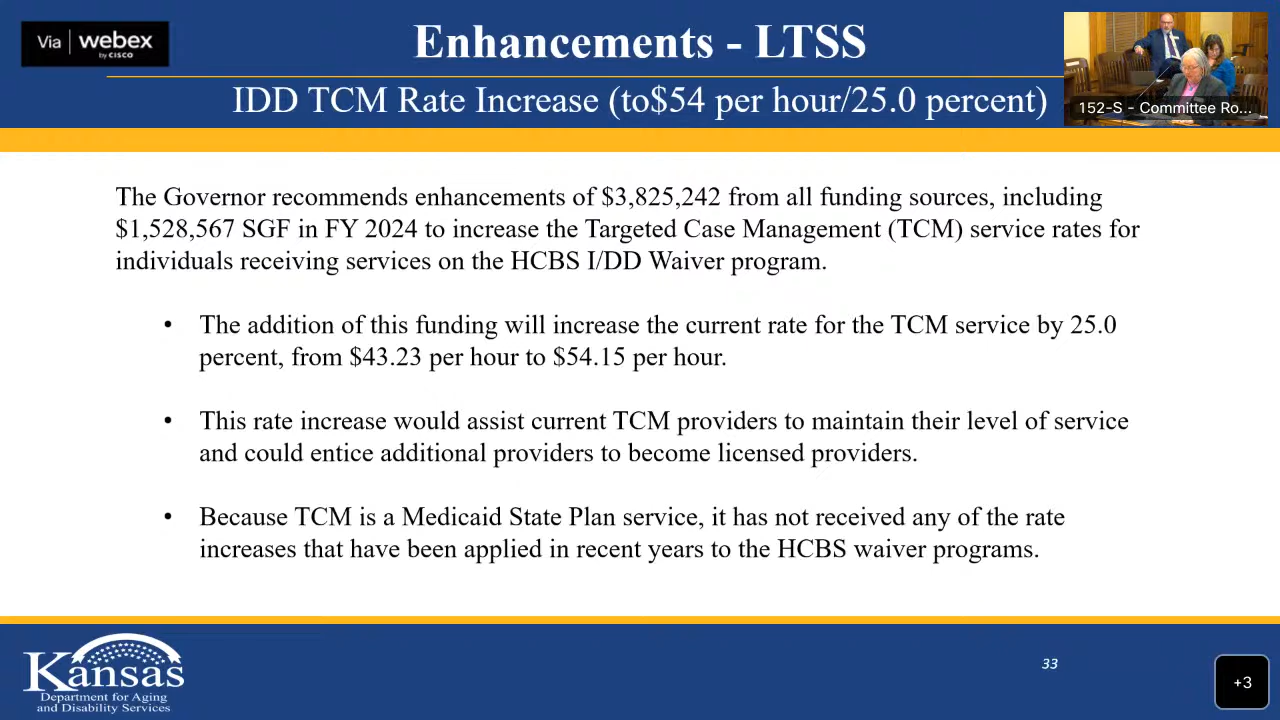 Via webex
by CISCO
Enhancements - LTSS
IDD TCM Rate Increase (to$54 per hour/25.0 percent)
152-S - Committee Ro...
The Governor recommends enhancements of $3,825,242 from all funding sources, including
$1,528,567 SGF in FY 2024 to increase the Targeted Case Management (TCM) service rates for
individuals receiving services on the HCBS I/DD Waiver program.
• The addition of this funding will increase the current rate for the TCM service by 25.0
percent, from $43.23 per hour to $54.15 per hour.
• This rate increase would assist current TCM providers to maintain their level of service
and could entice additional providers to become licensed providers.
• Because TCM is a Medicaid State Plan service, it has not received any of the rate
increases that have been applied in recent years to the HCBS waiver programs.
Kansas
Department for Aging
and Disability Services
33
+3